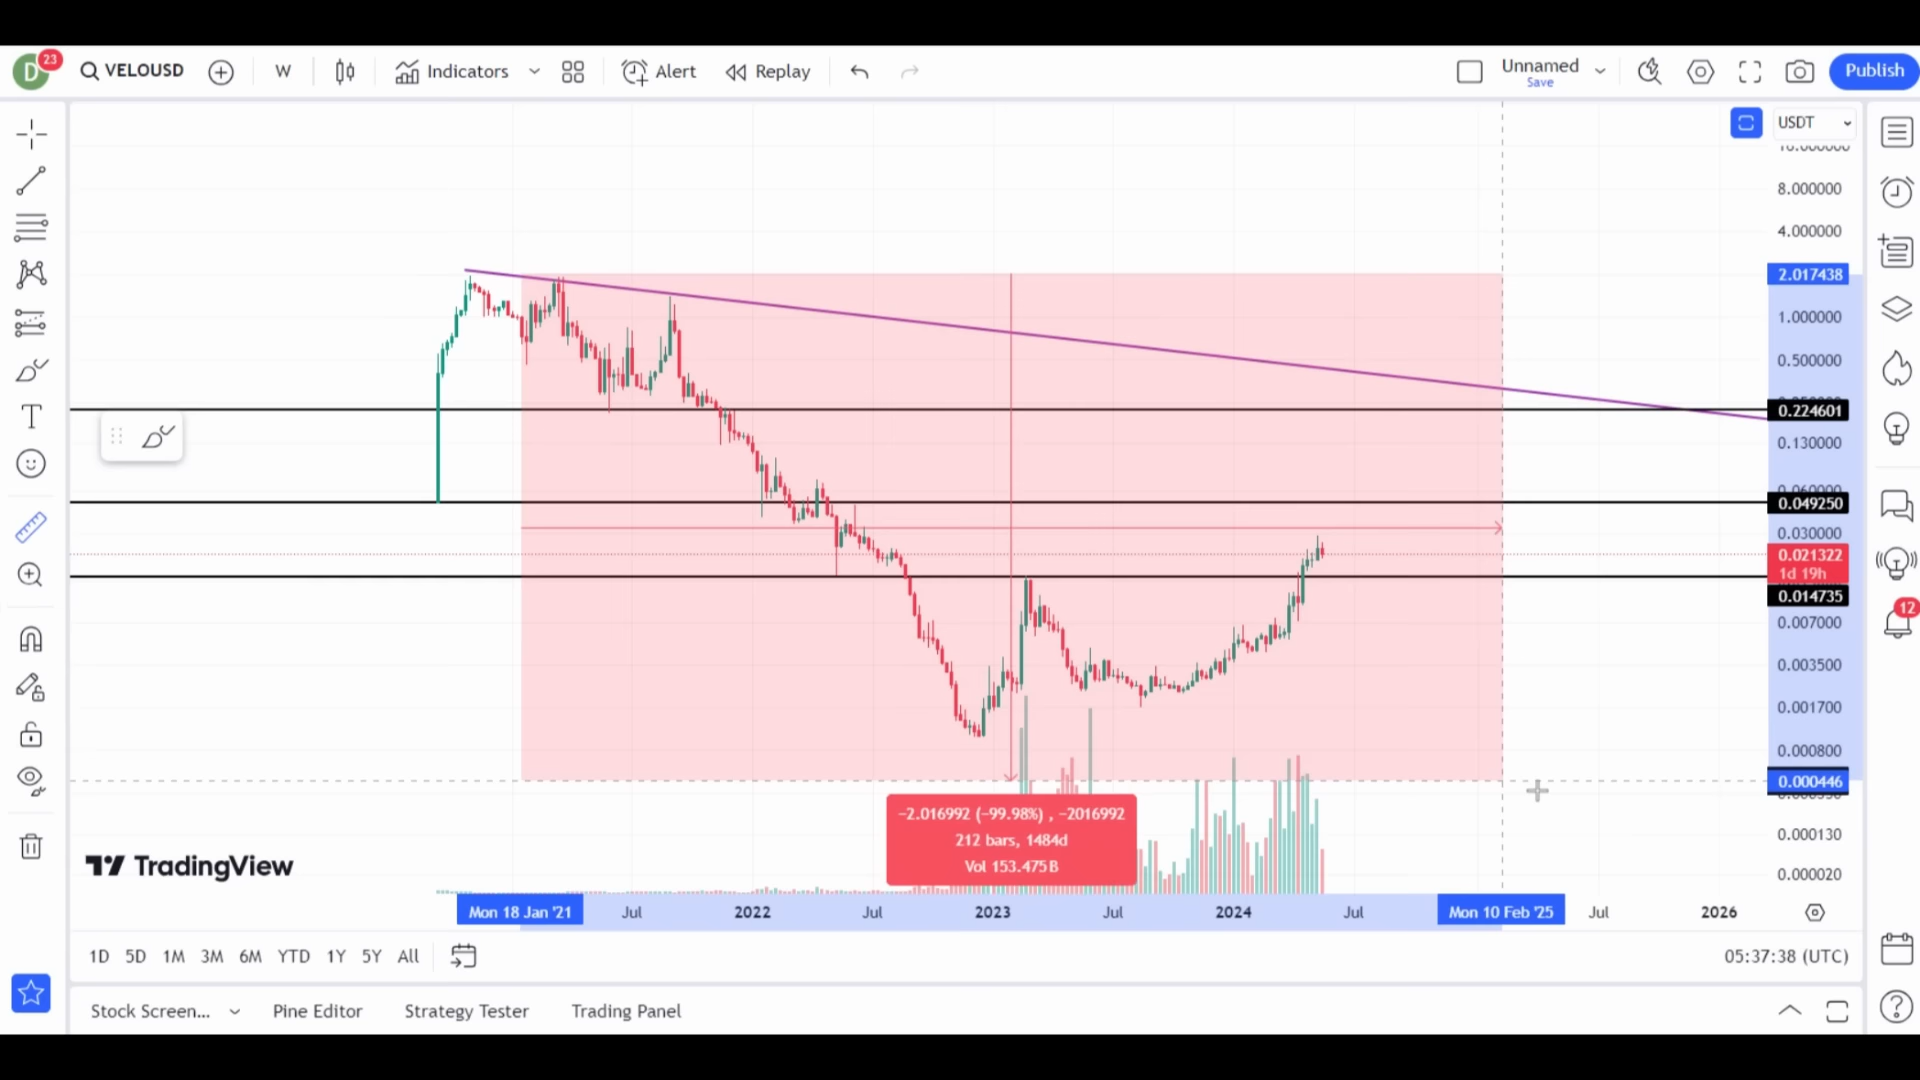 D 23 VELOUSD W Indicators Alert Replay Unnamed Save Publish
USDT
8.000000
4.000000
2.017438
1.000000
0.500000
0.224601
0.130000
0.049250
0.030000
0.021322
1d 19h
0.014735
12
0.007000
0.003500
0.001700
0.000800
0.000446
0.000130
0.000020
−2.016992 (−99.98%) , −2016992
212 bars, 1484d
Vol 153.475B
TradingView
Mon 18 Jan '21 Jul 2022 Jul 2023 Jul 2024 Jul Mon 10 Feb '25 Jul 2026
1D 5D 1M 3M 6M YTD 1Y 5Y All 05:37:38 (UTC)
Stock Screen... Pine Editor Strategy Tester Trading Panel